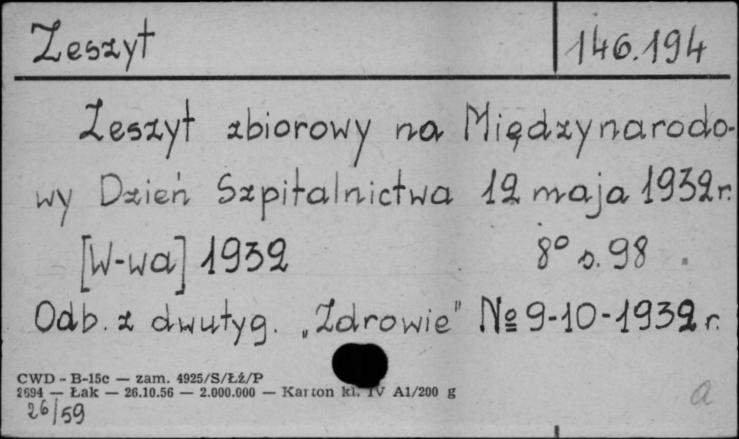 Zeszyt 146.194
Zeszyt zbiorowy na Międzynarodo-
wy Dzień Szpitalnictwa 12 maja 1932r.
[W-wa] 1932 8° s. 98.
Odb. z dwutyg. „Zdrowie" № 9-10-1932 r.
CWD - B-15c — zam. 4925/S/Łź/P
2694 — Łak — 26.10.56 — 2.000.000 — Karton kl. IV A1/200 g
26/59
a